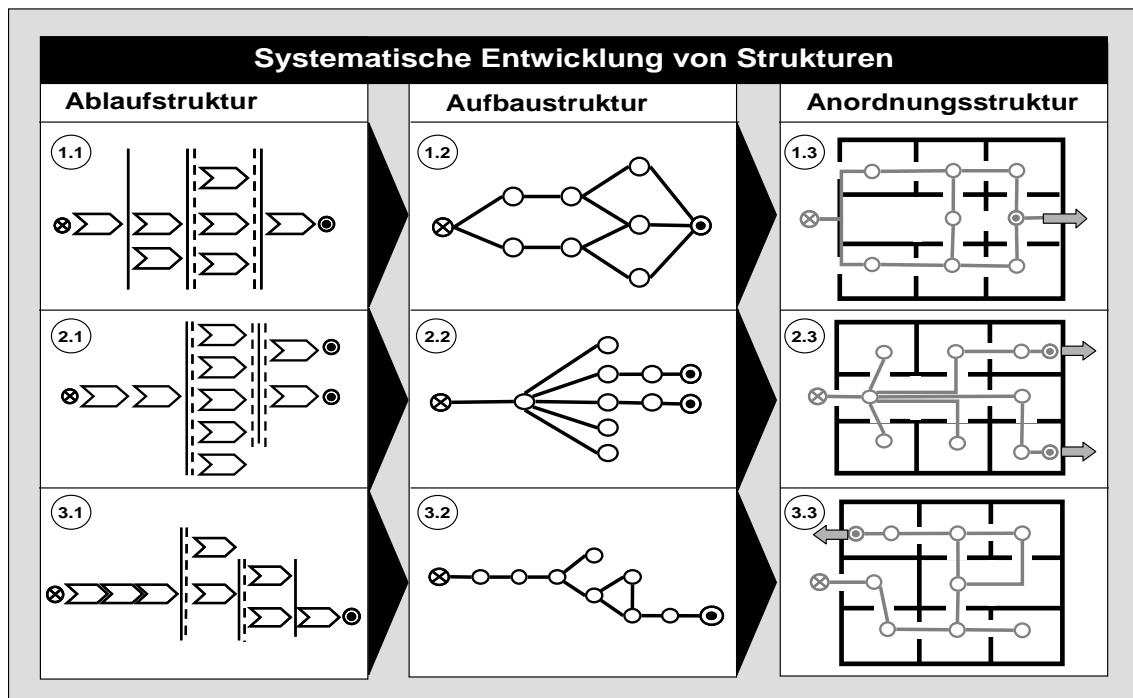 Systematische Entwicklung von Strukturen
Ablaufstruktur
Aufbaustruktur
Anordnungsstruktur
1.1
1.2
1.3
2.1
2.2
2.3
3.1
3.2
3.3